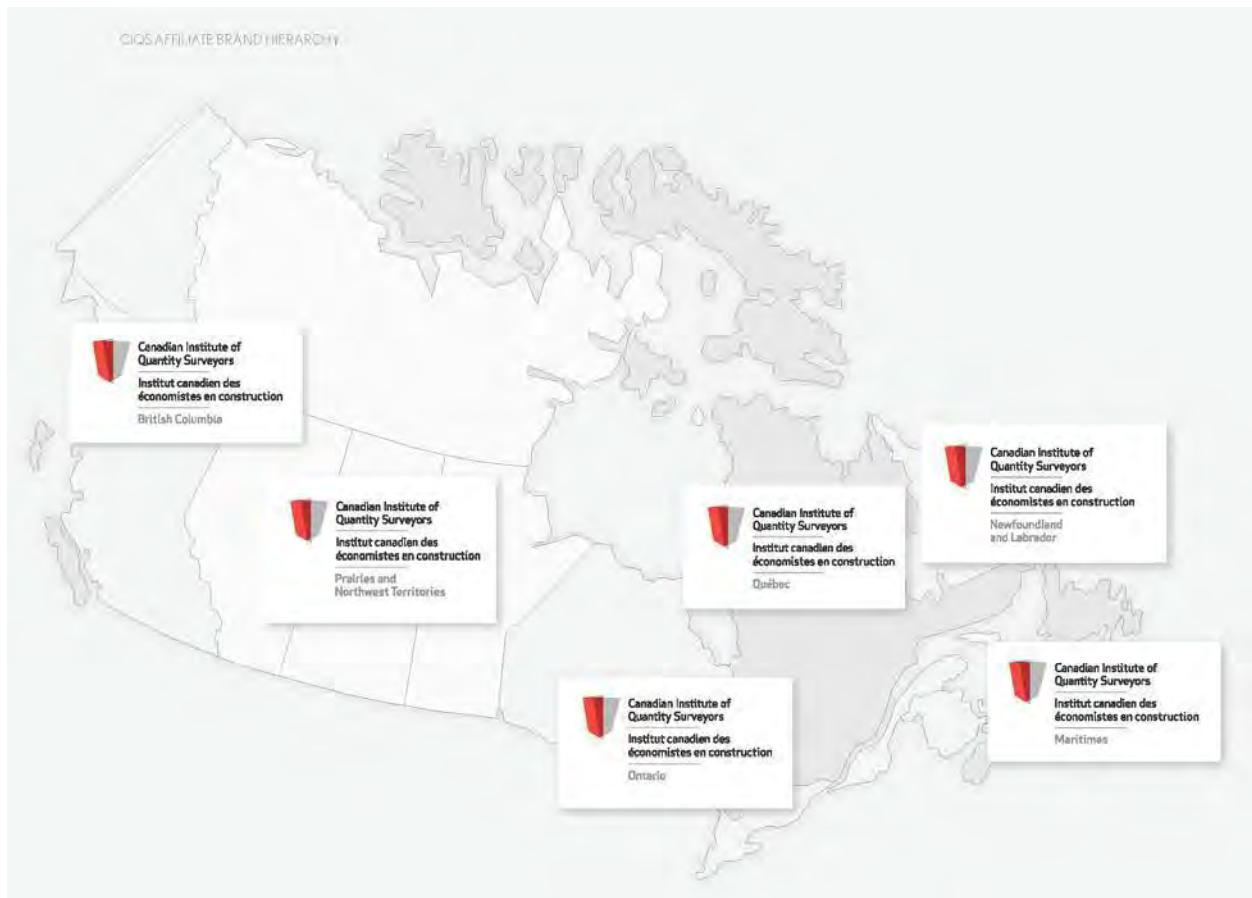 CIQS AFFILIATE BRAND HIERARCHY
Canadian Institute of
Quantity Surveyors
Institut canadien des
économistes en construction
British Columbia
Canadian Institute of
Quantity Surveyors
Institut canadien des
économistes en construction
Prairies and
Northwest Territories
Canadian Institute of
Quantity Surveyors
Institut canadien des
économistes en construction
Québec
Canadian Institute of
Quantity Surveyors
Institut canadien des
économistes en construction
Newfoundland
and Labrador
Canadian Institute of
Quantity Surveyors
Institut canadien des
économistes en construction
Ontario
Canadian Institute of
Quantity Surveyors
Institut canadien des
économistes en construction
Maritimes